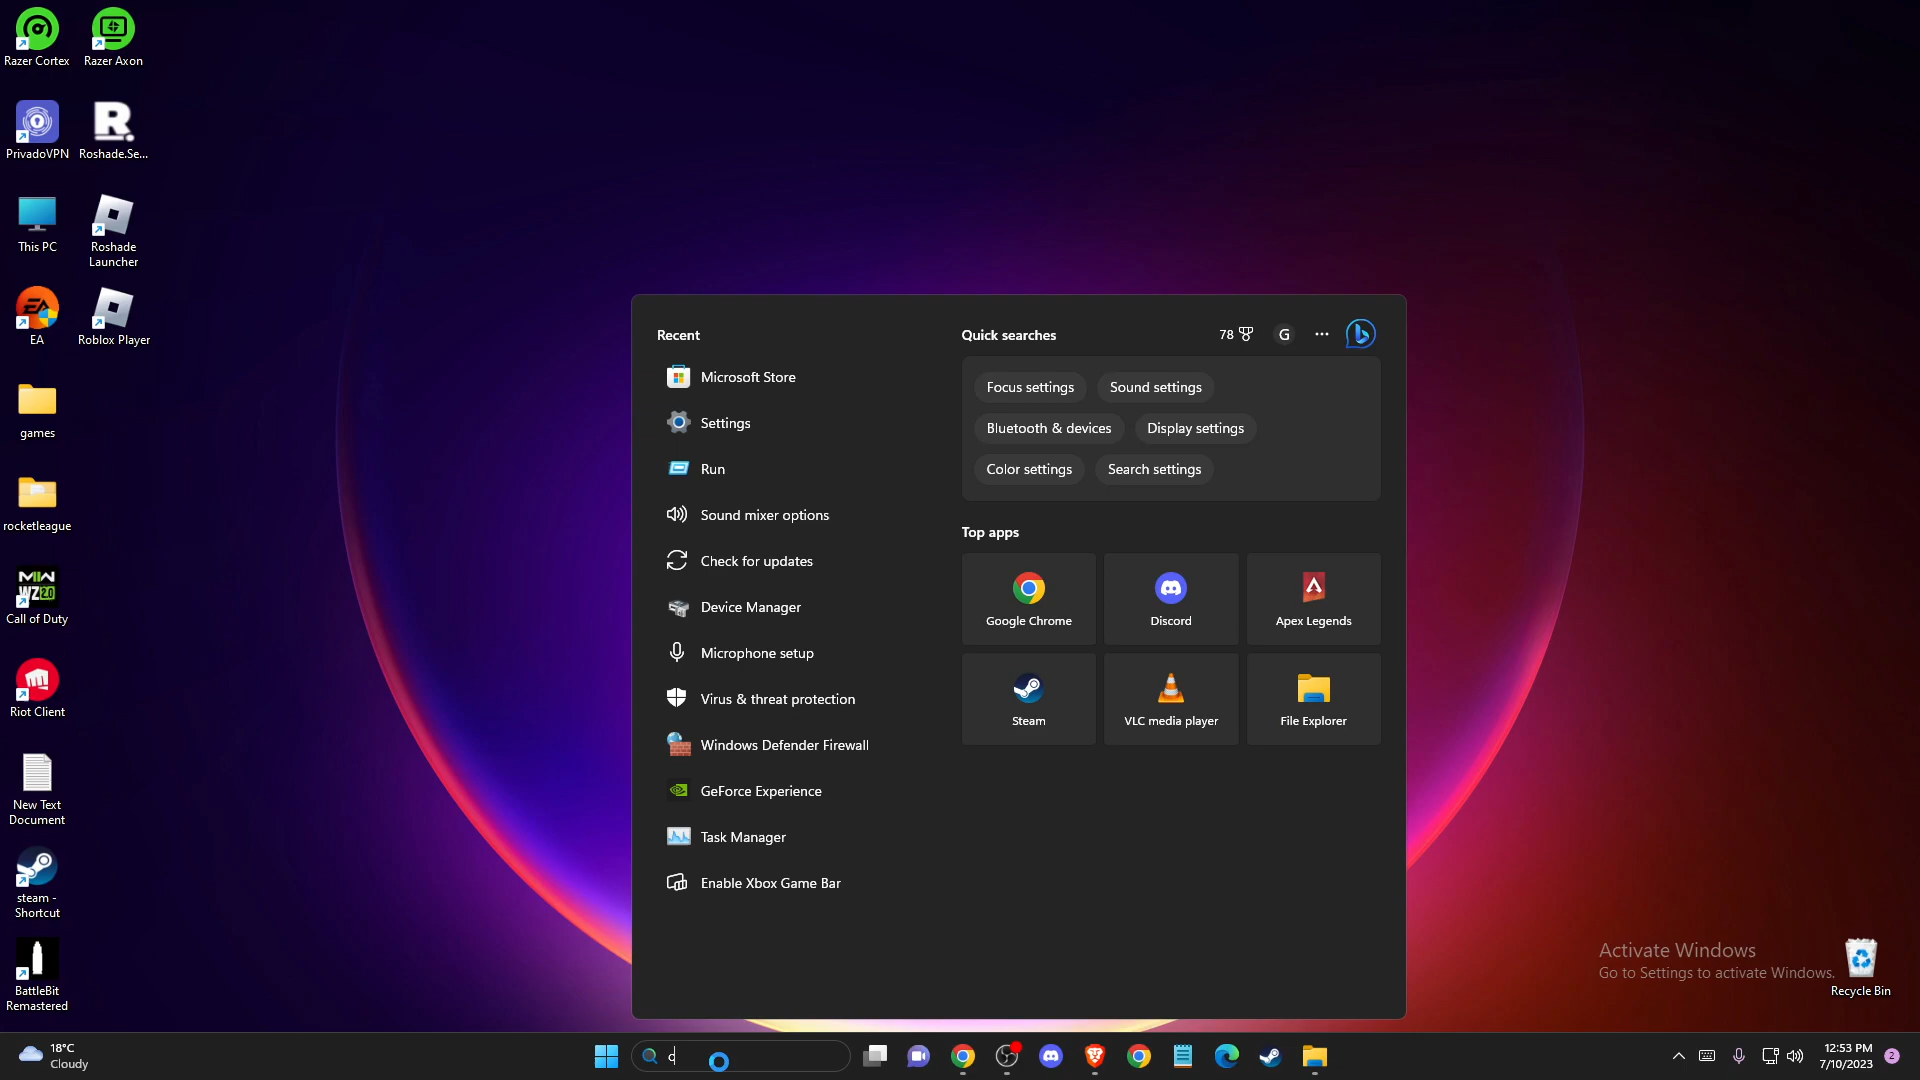 Razer Cortex
Razer Axon
PrivadoVPN
Roshade.Se...
This PC
Roshade
Launcher
EA
Roblox Player
games
rocketleague
MW
WZ 2.0
Call of Duty
Riot Client
New Text
Document
steam -
Shortcut
BattleBit
Remastered
Recent
Microsoft Store
Settings
Run
Sound mixer options
Check for updates
Device Manager
Microphone setup
Virus & threat protection
Windows Defender Firewall
GeForce Experience
Task Manager
Enable Xbox Game Bar
Quick searches
78
G
Focus settings
Sound settings
Bluetooth & devices
Display settings
Color settings
Search settings
Top apps
Google Chrome
Discord
Apex Legends
Steam
VLC media player
File Explorer
Activate Windows
Go to Settings to activate Windows.
Recycle Bin
18°C
Cloudy
c
12:53 PM
7/10/2023
2